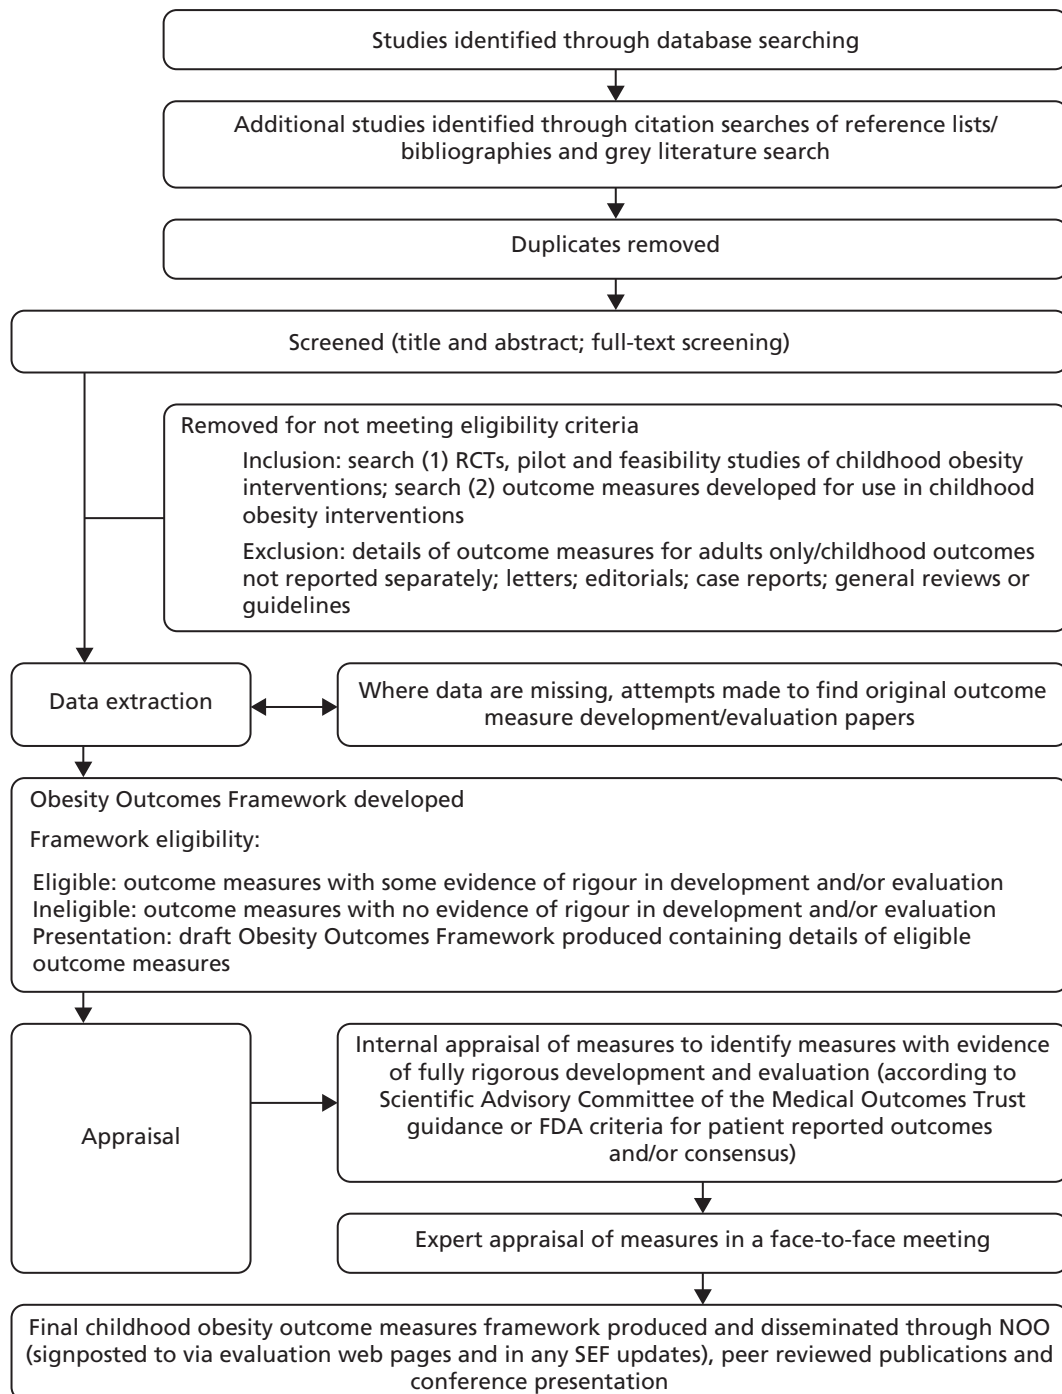 Studies identified through database searching
Additional studies identified through citation searches of reference lists/
bibliographies and grey literature search
Duplicates removed
Screened (title and abstract; full-text screening)
Removed for not meeting eligibility criteria
Inclusion: search (1) RCTs, pilot and feasibility studies of childhood obesity
interventions; search (2) outcome measures developed for use in childhood
obesity interventions
Exclusion: details of outcome measures for adults only/childhood outcomes
not reported separately; letters; editorials; case reports; general reviews or
guidelines
Data extraction
Where data are missing, attempts made to find original outcome
measure development/evaluation papers
Obesity Outcomes Framework developed
Framework eligibility:
Eligible: outcome measures with some evidence of rigour in development and/or evaluation
Ineligible: outcome measures with no evidence of rigour in development and/or evaluation
Presentation: draft Obesity Outcomes Framework produced containing details of eligible
outcome measures
Appraisal
Internal appraisal of measures to identify measures with evidence
of fully rigorous development and evaluation (according to
Scientific Advisory Committee of the Medical Outcomes Trust
guidance or FDA criteria for patient reported outcomes
and/or consensus)
Expert appraisal of measures in a face-to-face meeting
Final childhood obesity outcome measures framework produced and disseminated through NOO
(signposted to via evaluation web pages and in any SEF updates), peer reviewed publications and
conference presentation